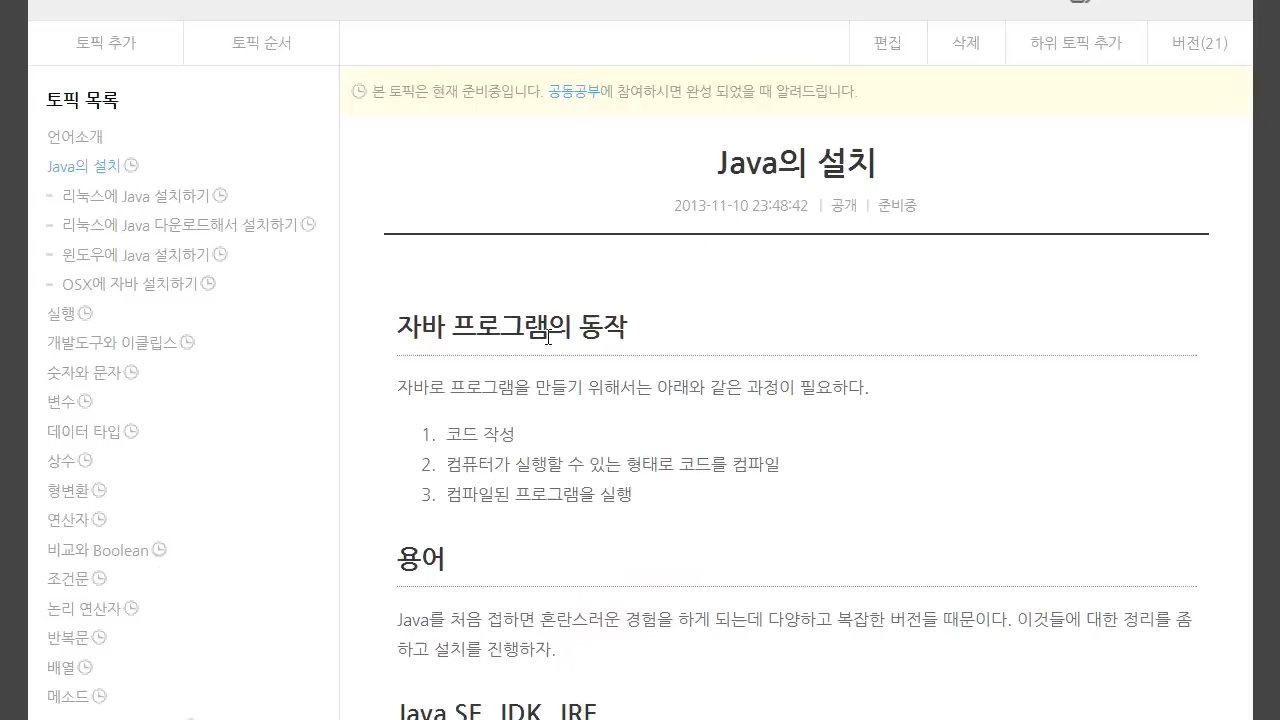 토픽 추가
토픽 순서
편집
삭제
하위 토픽 추가
버전(21)
토픽 목록
언어소개
Java의 설치
- 리눅스에 Java 설치하기
- 리눅스에 Java 다운로드해서 설치하기
- 윈도우에 Java 설치하기
- OSX에 자바 설치하기
실행
개발도구와 이클립스
숫자와 문자
변수
데이터 타입
상수
형변환
연산자
비교와 Boolean
조건문
논리 연산자
반복문
배열
메소드
본 토픽은 현재 준비중입니다. 공동공부에 참여하시면 완성 되었을 때 알려드립니다.
Java의 설치
2013-11-10 23:48:42 | 공개 | 준비중
자바 프로그램의 동작
자바로 프로그램을 만들기 위해서는 아래와 같은 과정이 필요하다.
1. 코드 작성
2. 컴퓨터가 실행할 수 있는 형태로 코드를 컴파일
3. 컴파일된 프로그램을 실행
용어
Java를 처음 접하면 혼란스러운 경험을 하게 되는데 다양하고 복잡한 버전들 때문이다. 이것들에 대한 정리를 좀
하고 설치를 진행하자.
Java SE, JDK, JRE